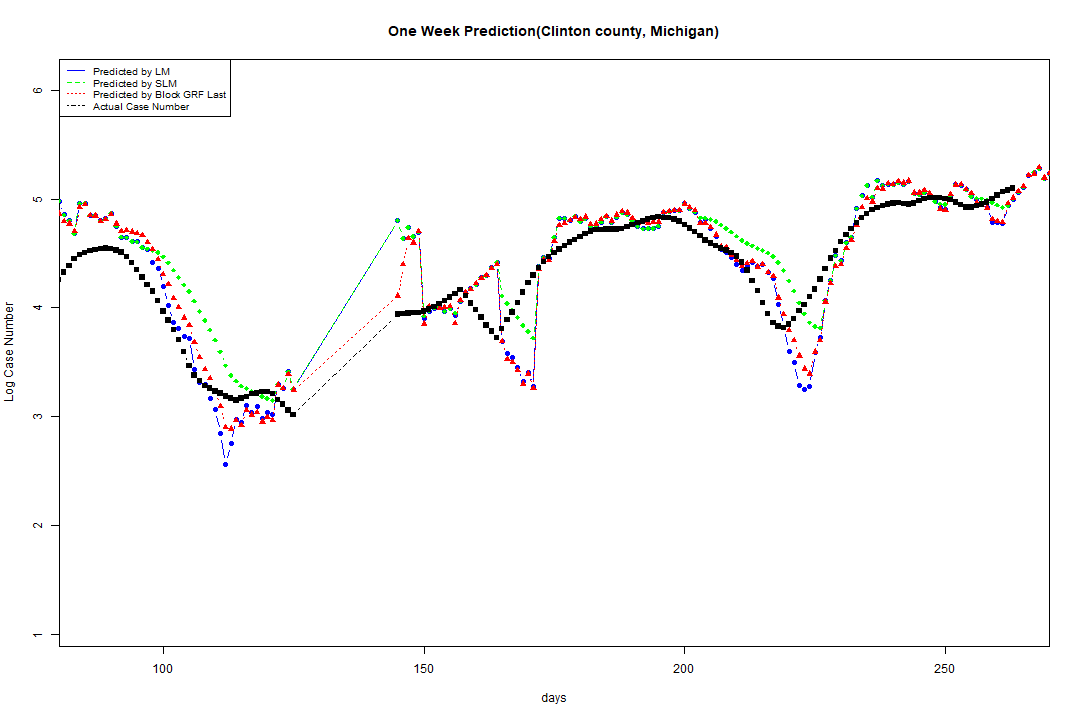 One Week Prediction(Clinton county, Michigan)
Predicted by LM
Predicted by SLM
Predicted by Block GRF Last
Actual Case Number
6
5
4
3
2
1
Log Case Number
100 150 200 250
days